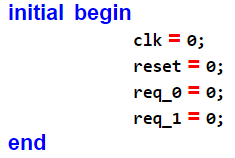 initial begin
clk = 0;
reset = 0;
req_0 = 0;
req_1 = 0;
end